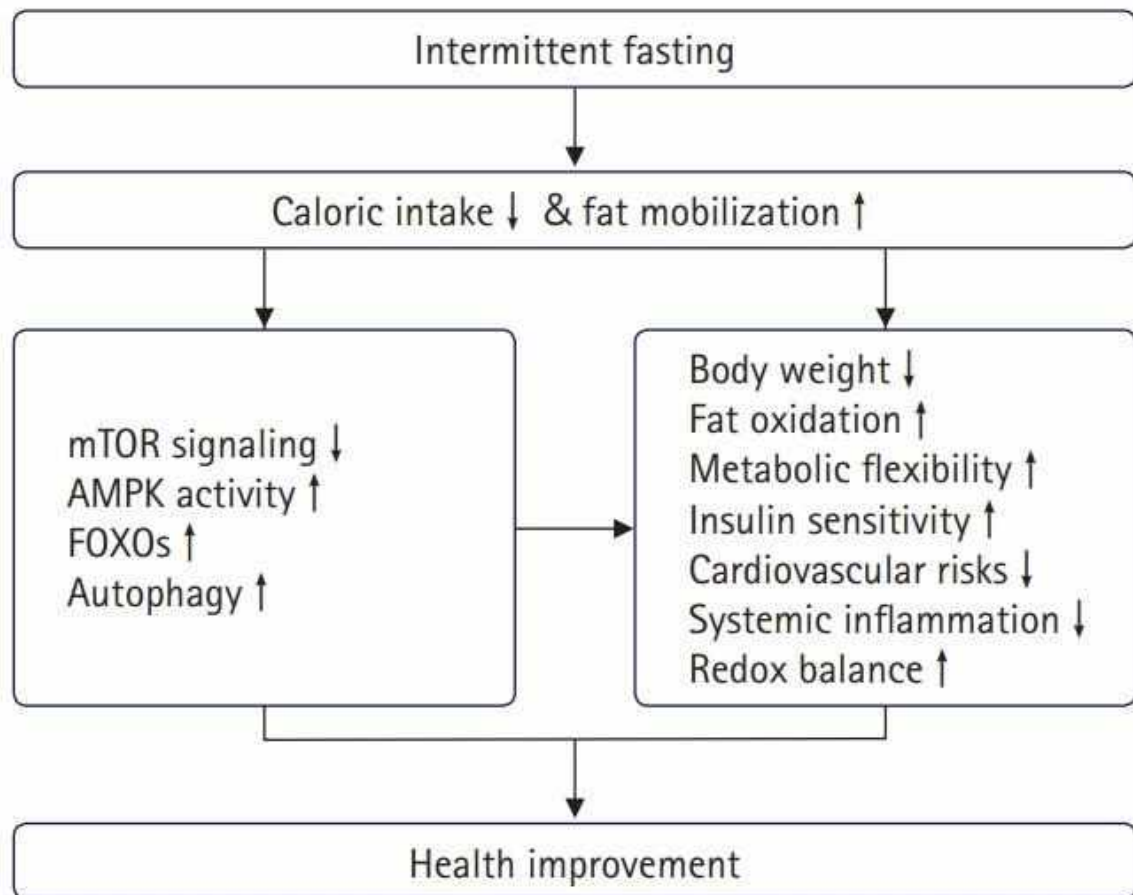 Intermittent fasting
Caloric intake ↓ & fat mobilization ↑
mTOR signaling ↓
AMPK activity ↑
FOXOs ↑
Autophagy ↑
Body weight ↓
Fat oxidation ↑
Metabolic flexibility ↑
Insulin sensitivity ↑
Cardiovascular risks ↓
Systemic inflammation ↓
Redox balance ↑
Health improvement